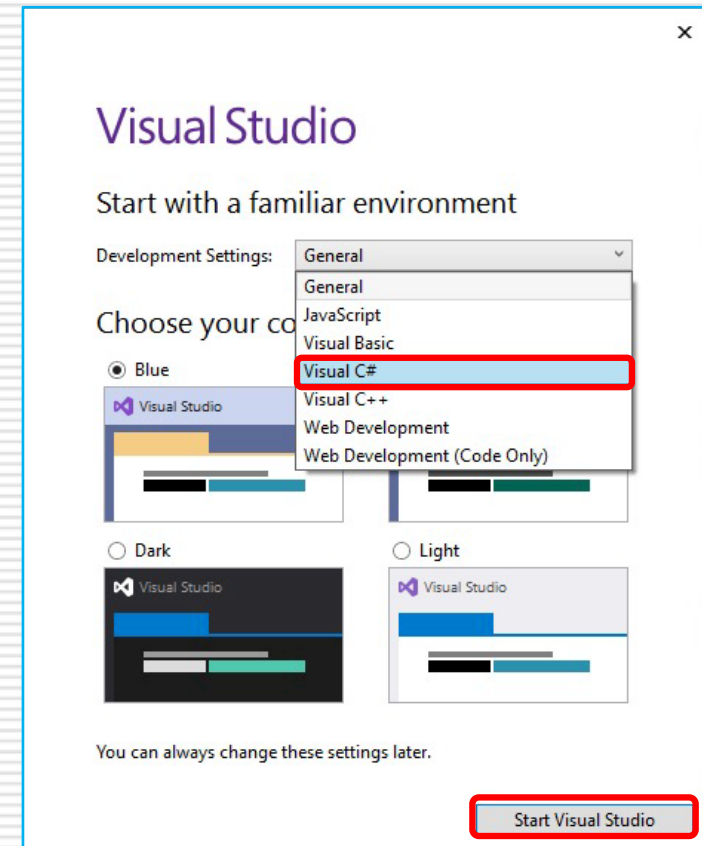 Visual Studio
Start with a familiar environment
Development Settings: General
General
JavaScript
Visual Basic
Visual C#
Visual C++
Web Development
Web Development (Code Only)
Choose your co
Blue
Visual Studio
Dark
Light
Visual Studio
Visual Studio
You can always change these settings later.
Start Visual Studio